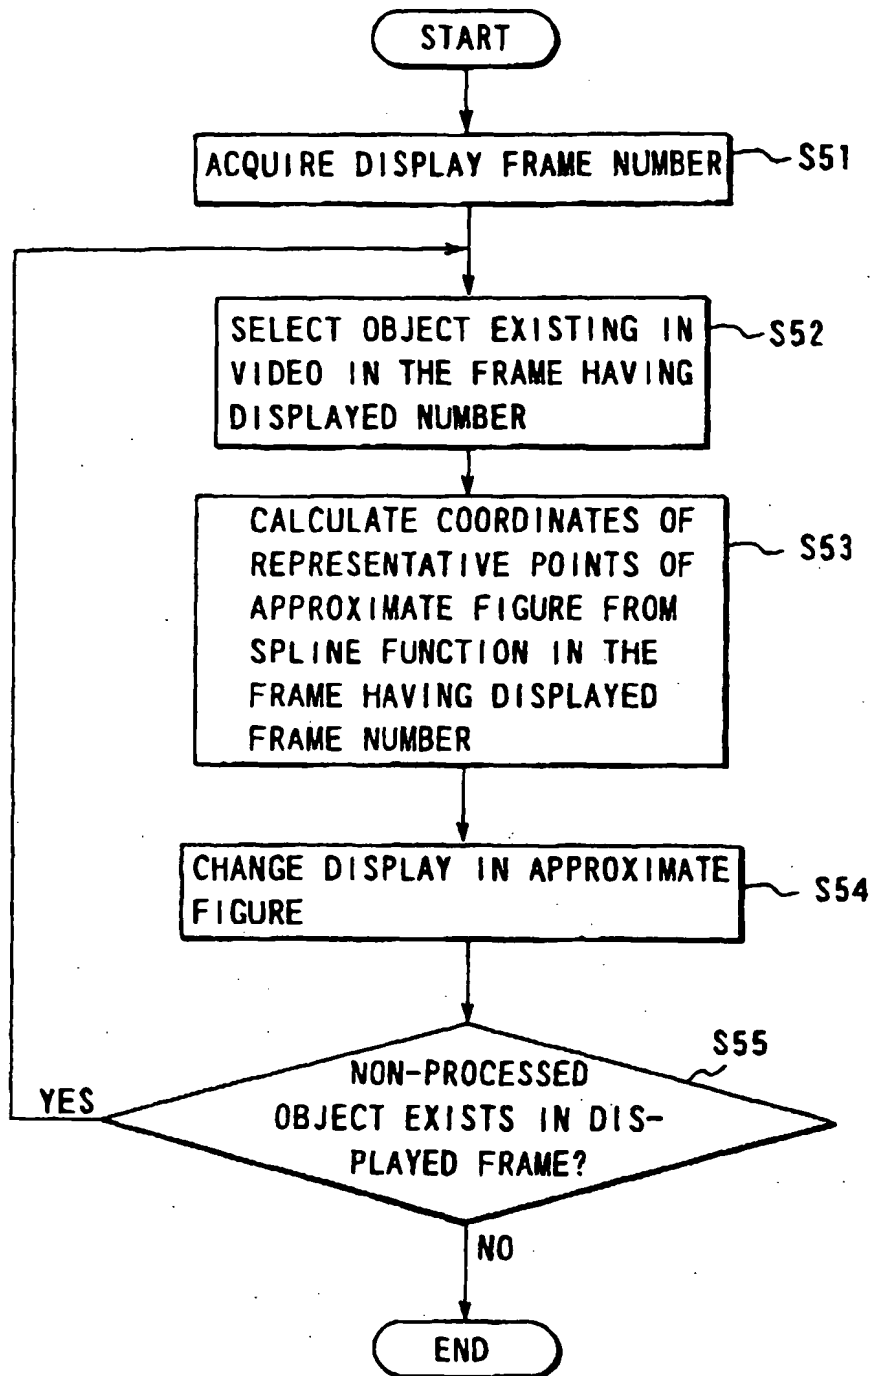 START
ACQUIRE DISPLAY FRAME NUMBER
S51
SELECT OBJECT EXISTING IN
VIDEO IN THE FRAME HAVING
DISPLAYED NUMBER
S52
CALCULATE COORDINATES OF
REPRESENTATIVE POINTS OF
APPROXIMATE FIGURE FROM
SPLINE FUNCTION IN THE
FRAME HAVING DISPLAYED
FRAME NUMBER
S53
CHANGE DISPLAY IN APPROXIMATE
FIGURE
S54
S55
NON-PROCESSED
OBJECT EXISTS IN DIS-
PLAYED FRAME?
YES
NO
END